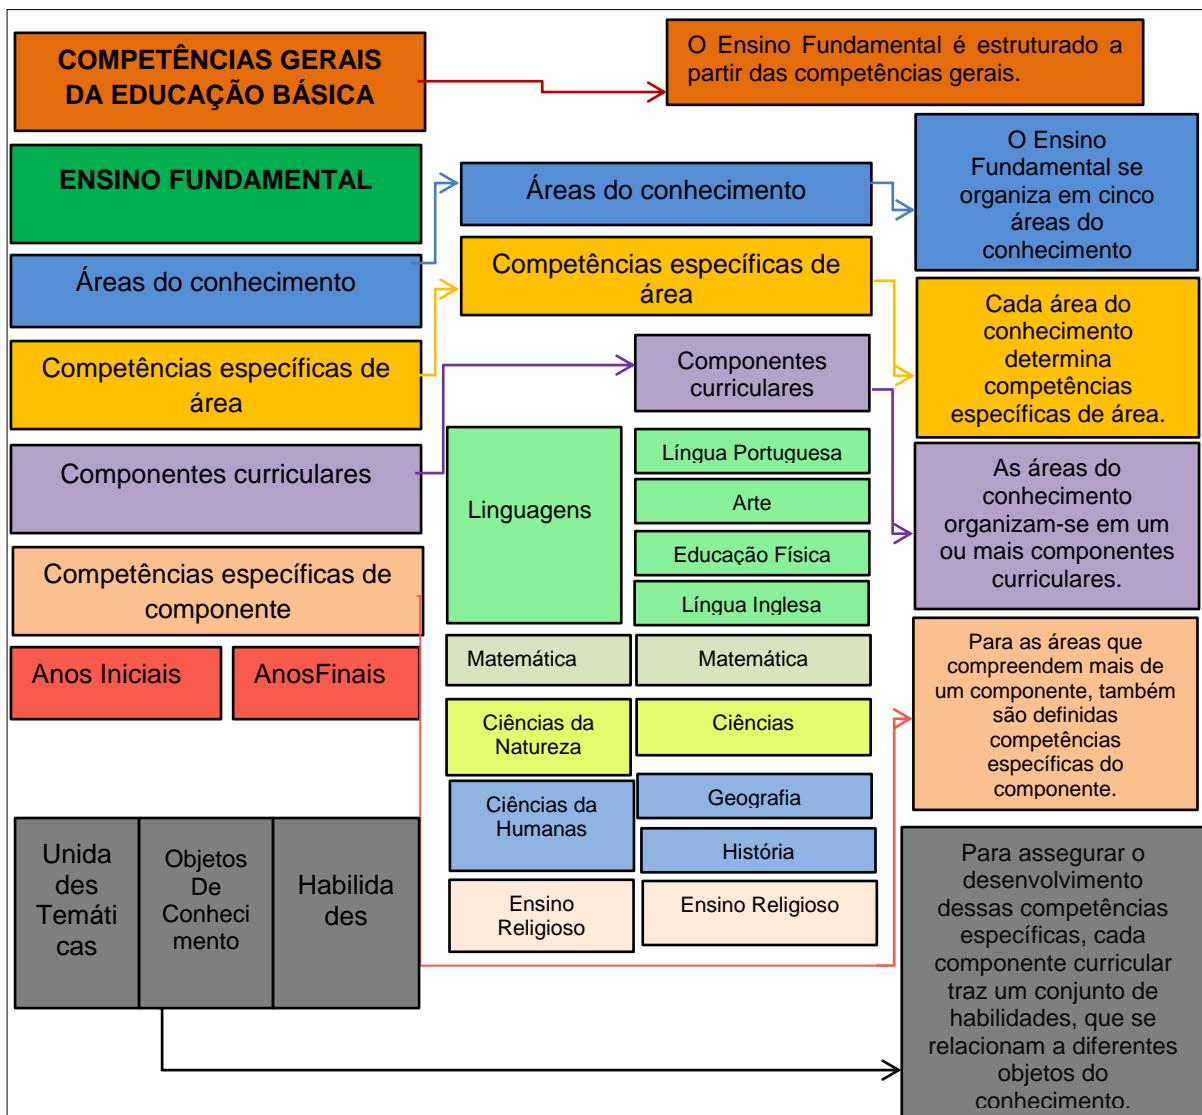 COMPETÊNCIAS GERAIS
DA EDUCAÇÃO BÁSICA
O Ensino Fundamental é estruturado a
partir das competências gerais.
ENSINO FUNDAMENTAL
Áreas do conhecimento
O Ensino
Fundamental se
organiza em cinco
áreas do
conhecimento
Áreas do conhecimento
Competências específicas de
área
Cada área do
conhecimento
determina
competências
específicas de área.
Competências específicas de
área
Componentes
curriculares
Componentes curriculares
As áreas do
conhecimento
organizam-se em um
ou mais componentes
curriculares.
Linguagens
Língua Portuguesa
Arte
Educação Física
Língua Inglesa
Competências específicas de
componente
Para as áreas que
compreendem mais de
um componente, também
são definidas
competências
específicas do
componente.
Anos Iniciais
AnosFinais
Matemática
Matemática
Ciências da
Natureza
Ciências
Ciências da
Humanas
Geografia
História
Ensino
Religioso
Ensino Religioso
Unida
des
Temáti
cas
Objetos
De
Conheci
mento
Habilida
des
Para assegurar o
desenvolvimento
dessas competências
específicas, cada
componente curricular
traz um conjunto de
habilidades, que se
relacionam a diferentes
objetos do
conhecimento.